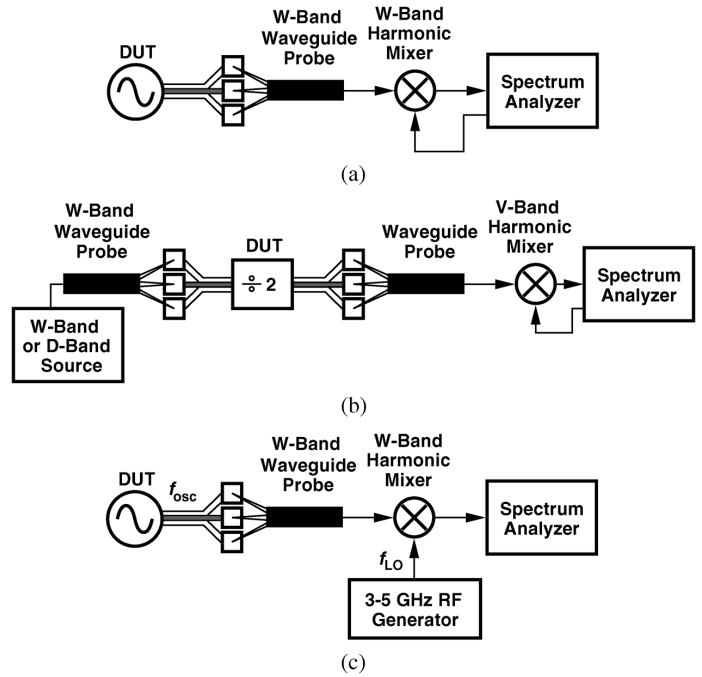 W-Band
Waveguide
Probe
W-Band
Harmonic
Mixer
DUT
Spectrum
Analyzer
(a)
W-Band
Waveguide
Probe
DUT
÷ 2
Waveguide
Probe
V-Band
Harmonic
Mixer
Spectrum
Analyzer
W-Band
or D-Band
Source
(b)
DUT
fosc
W-Band
Waveguide
Probe
W-Band
Harmonic
Mixer
Spectrum
Analyzer
fLO
3-5 GHz RF
Generator
(c)